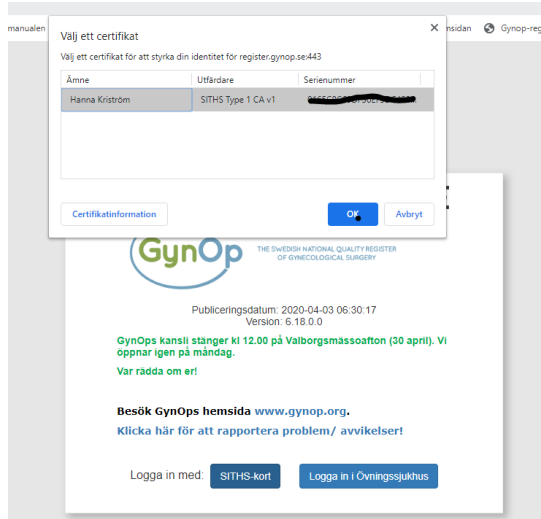 manualen
Välj ett certifikat
msidan
Gynop-reg
Välj ett certifikat för att styrka din identitet för register.gynop.se:443
Ämne Utfärdare Serienummer
Hanna Kriström SITHS Type 1 CA v1
Certifikatinformation OK Avbryt
GynOp
THE SWEDISH NATIONAL QUALITY REGISTER
OF GYNECOLOGICAL SURGERY
Publiceringsdatum: 2020-04-03 06:30:17
Version: 6.18.0.0
GynOps kansli stänger kl 12.00 på Valborgsmässoafton (30 april). Vi
öppnar igen på måndag.
Var rädda om er!
Besök GynOps hemsida www.gynop.org.
Klicka här för att rapportera problem/ avvikelser!
Logga in med: SITHS-kort Logga in i Övningssjukhus